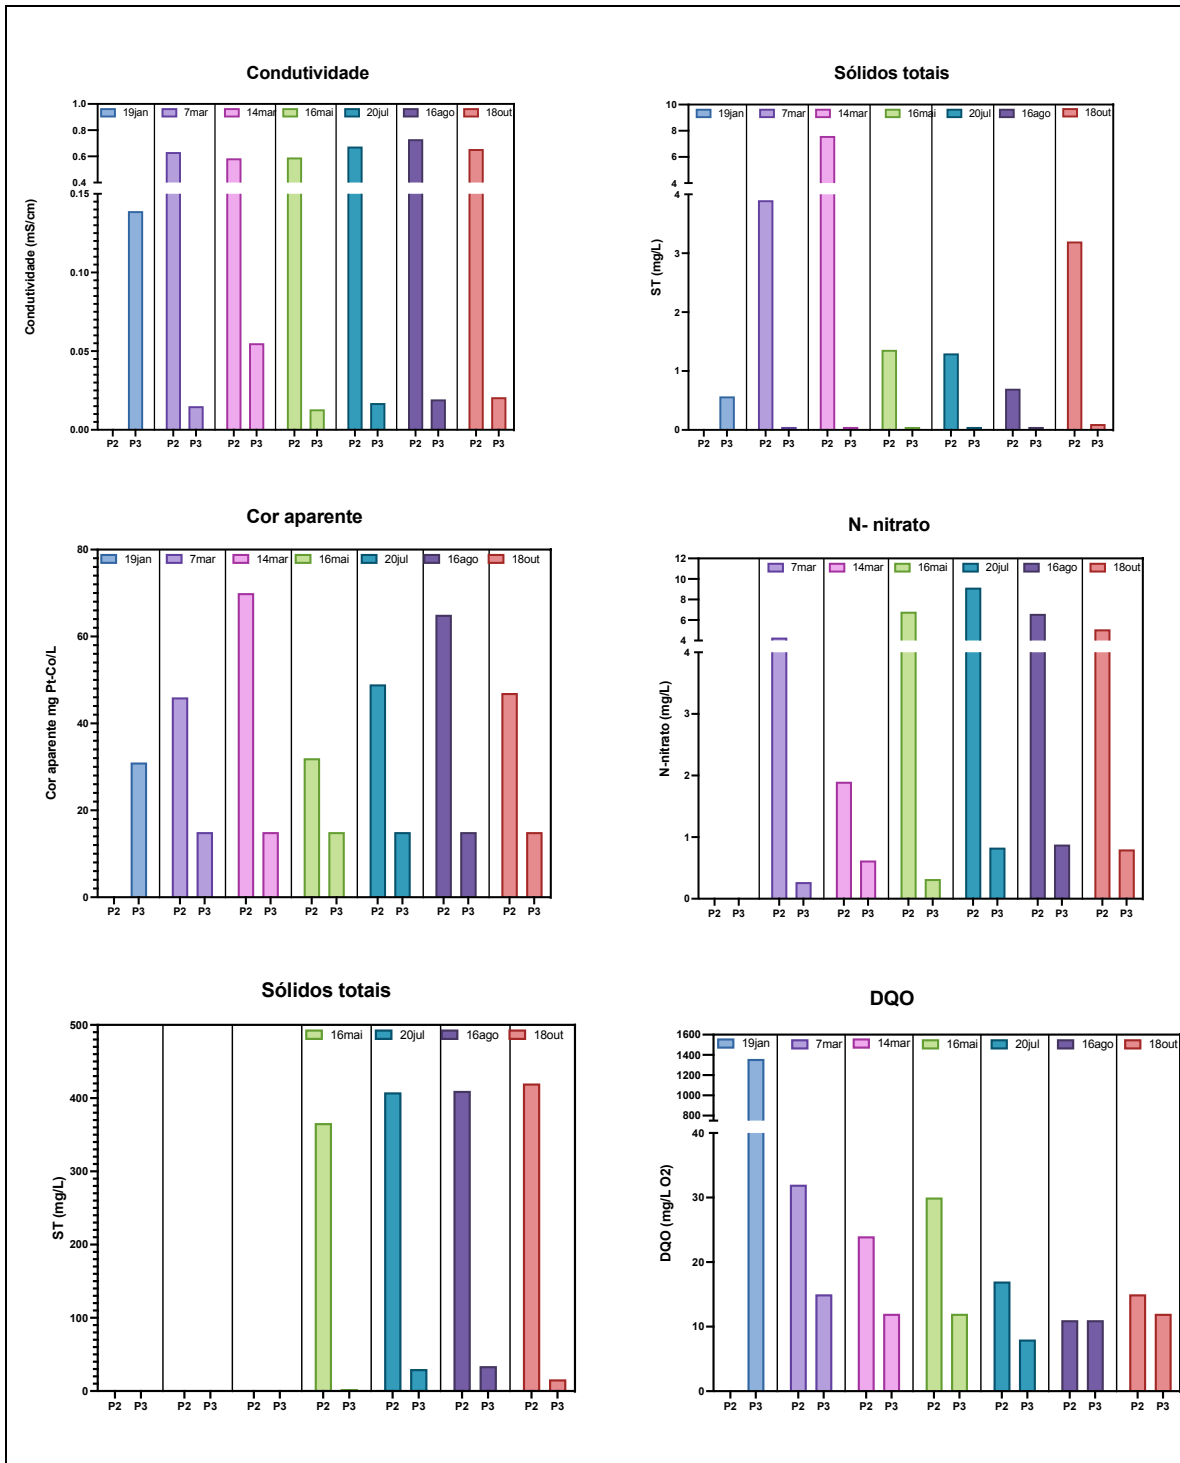 Condutividade
1.0
0.8
0.6
0.4
0.15
0.10
0.05
0.00
Condutividade (mS/cm)
19jan 7mar 14mar 16mai 20jul 16ago 18out
P2 P3 P2 P3 P2 P3 P2 P3 P2 P3 P2 P3 P2 P3
Sólidos totais
10
8
6
4
4
3
2
1
0
ST (mg/L)
19jan 7mar 14mar 16mai 20jul 16ago 18out
P2 P3 P2 P3 P2 P3 P2 P3 P2 P3 P2 P3 P2 P3
Cor aparente
80
60
40
20
0
Cor aparente mg Pt-Co/L
19jan 7mar 14mar 16mai 20jul 16ago 18out
P2 P3 P2 P3 P2 P3 P2 P3 P2 P3 P2 P3 P2 P3
N- nitrato
12
10
8
6
4
4
3
2
1
0
N-nitrato (mg/L)
7mar 14mar 16mai 20jul 16ago 18out
P2 P3 P2 P3 P2 P3 P2 P3 P2 P3 P2 P3 P2 P3
Sólidos totais
500
400
300
200
100
0
ST (mg/L)
16mai 20jul 16ago 18out
P2 P3 P2 P3 P2 P3 P2 P3 P2 P3 P2 P3 P2 P3
DQO
1600
1400
1200
1000
800
40
30
20
10
0
DQO (mg/L O2)
19jan 7mar 14mar 16mai 20jul 16ago 18out
P2 P3 P2 P3 P2 P3 P2 P3 P2 P3 P2 P3 P2 P3